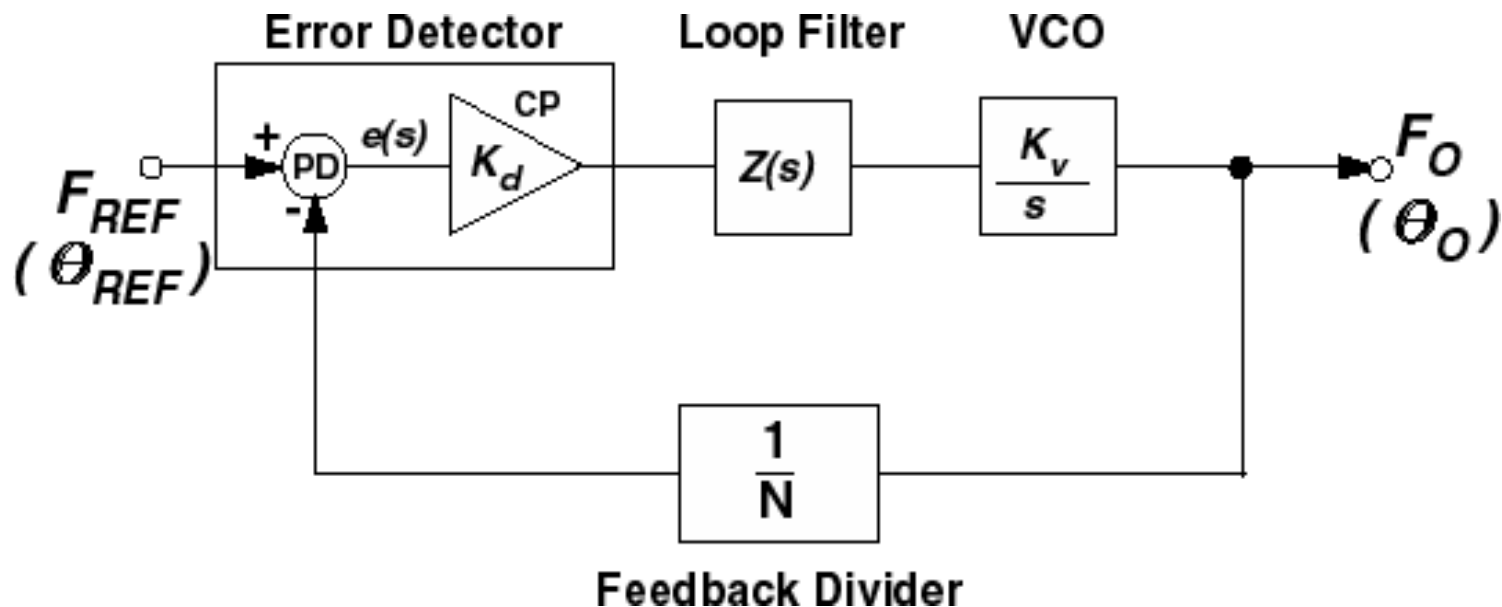 Error Detector
Loop Filter
VCO
CP
+
PD
e(s)
K_d
Z(s)
K_v
s
F_REF
(θ_REF)
-
F_O
(θ_O)
1
N
Feedback Divider